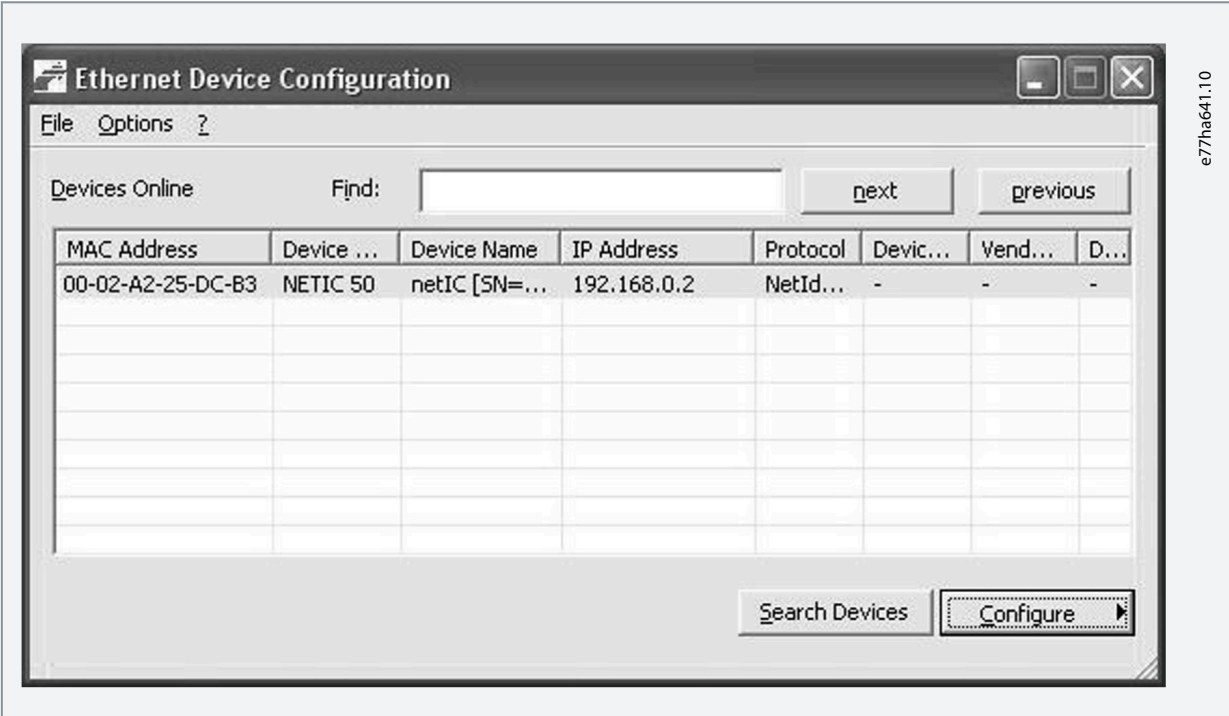 Ethernet Device Configuration
File Options ?
Devices Online Find: next previous
MAC Address Device ... Device Name IP Address Protocol Devic... Vend... D...
00-02-A2-25-DC-B3 NETIC 50 netIC [SN=... 192.168.0.2 NetId... - - -
Search Devices Configure
e77ha641.10